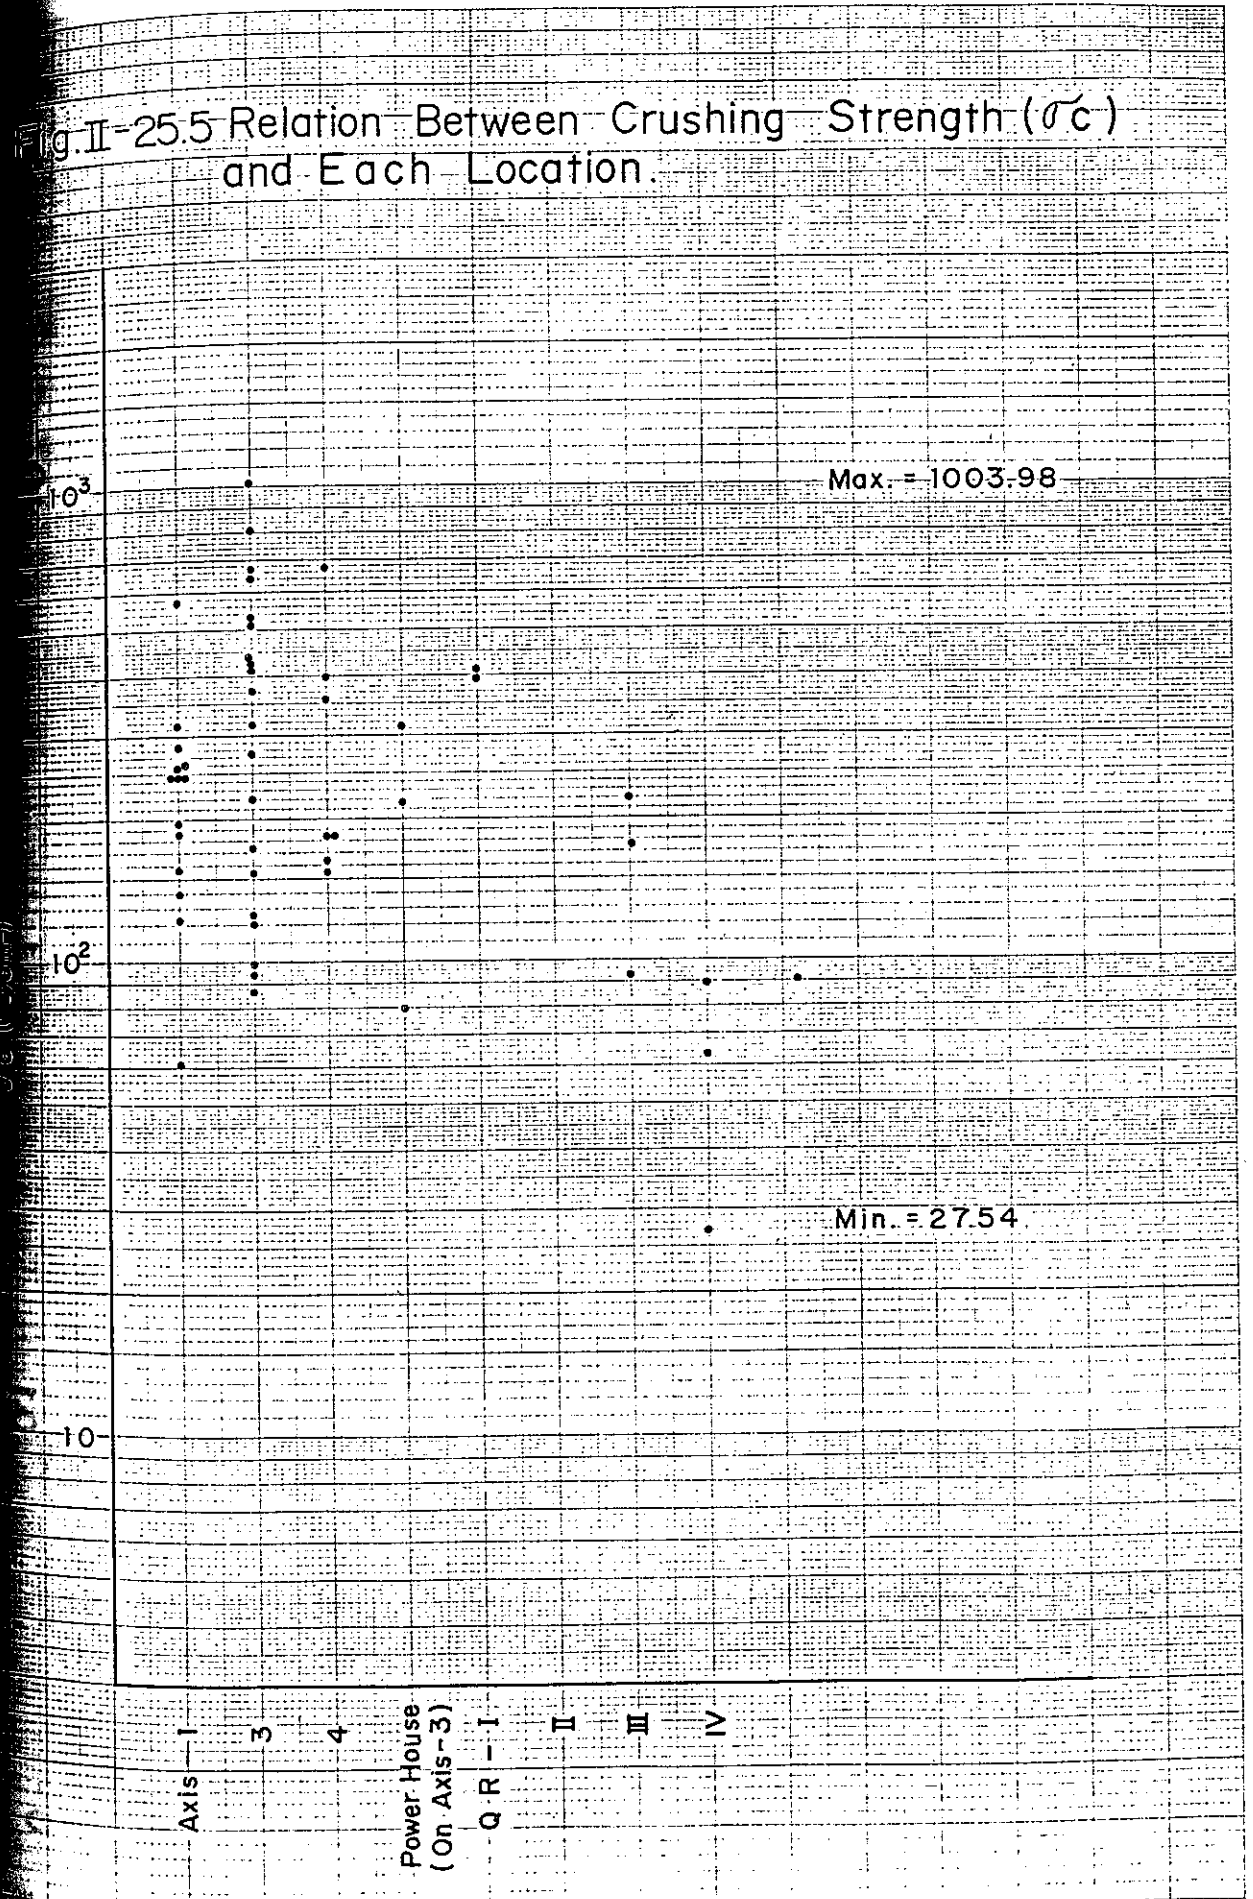 Fig.II-25.5 Relation Between Crushing Strength (σc)
and Each Location.
10³
Max. = 1003.98
10²
Min. = 27.54
10
Axis-1
3
4
Power House
(On Axis-3)
QR-I
II
III
IV